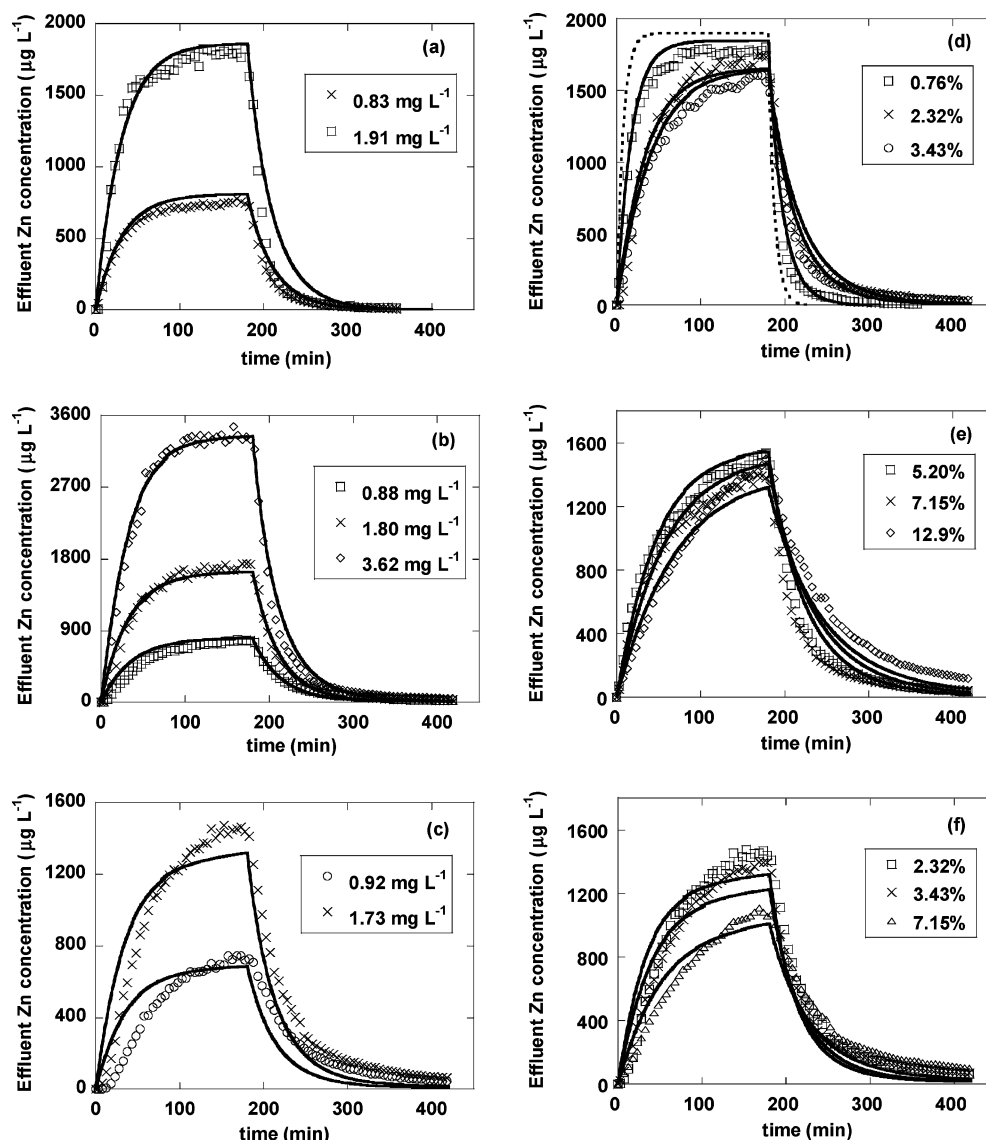 (a)
Effluent Zn concentration (µg L⁻¹)
2000
1500
1000
500
0
0 100 200 300 400
time (min)
0.83 mg L⁻¹
1.91 mg L⁻¹
(d)
Effluent Zn concentration (µg L⁻¹)
2000
1500
1000
500
0
0 100 200 300 400
time (min)
0.76%
2.32%
3.43%
(b)
Effluent Zn concentration (µg L⁻¹)
3600
2700
1800
900
0
0 100 200 300 400
time (min)
0.88 mg L⁻¹
1.80 mg L⁻¹
3.62 mg L⁻¹
(e)
Effluent Zn concentration (µg L⁻¹)
1600
1200
800
400
0
0 100 200 300 400
time (min)
5.20%
7.15%
12.9%
(c)
Effluent Zn concentration (µg L⁻¹)
1600
1200
800
400
0
0 100 200 300 400
time (min)
0.92 mg L⁻¹
1.73 mg L⁻¹
(f)
Effluent Zn concentration (µg L⁻¹)
1600
1200
800
400
0
0 100 200 300 400
time (min)
2.32%
3.43%
7.15%